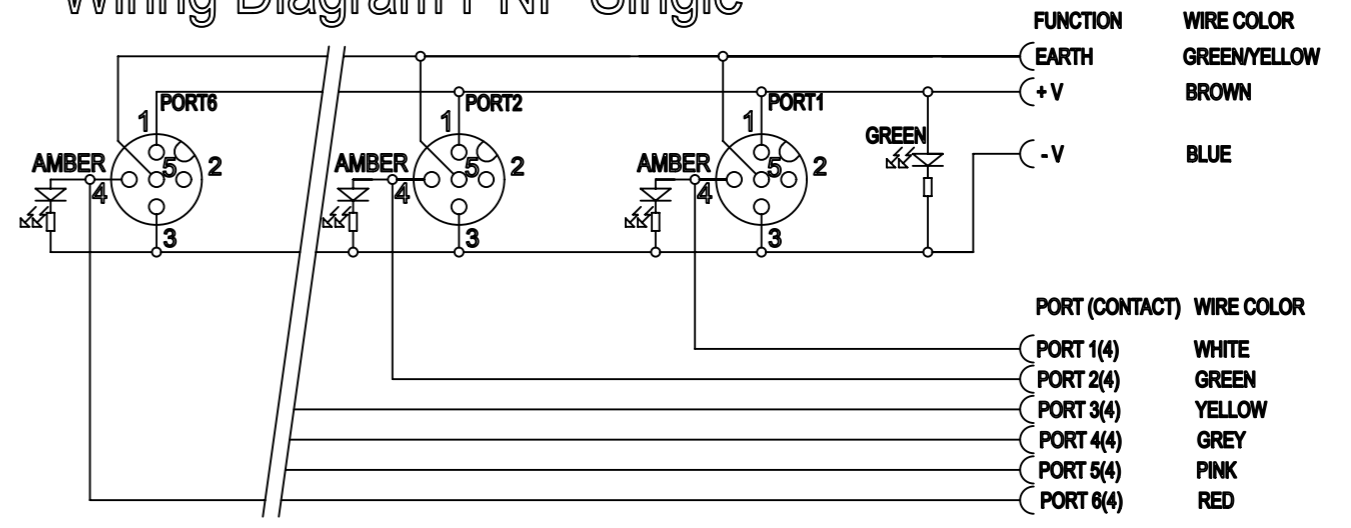 Wiring Diagram PNP Single
FUNCTION WIRE COLOR
EARTH GREEN/YELLOW
+ V BROWN
- V BLUE
PORT6 PORT2 PORT1
1 1 1
GREEN
AMBER 5 2 AMBER 5 2 AMBER 5 2
4 4 4
3 3 3
PORT (CONTACT) WIRE COLOR
PORT 1(4) WHITE
PORT 2(4) GREEN
PORT 3(4) YELLOW
PORT 4(4) GREY
PORT 5(4) PINK
PORT 6(4) RED